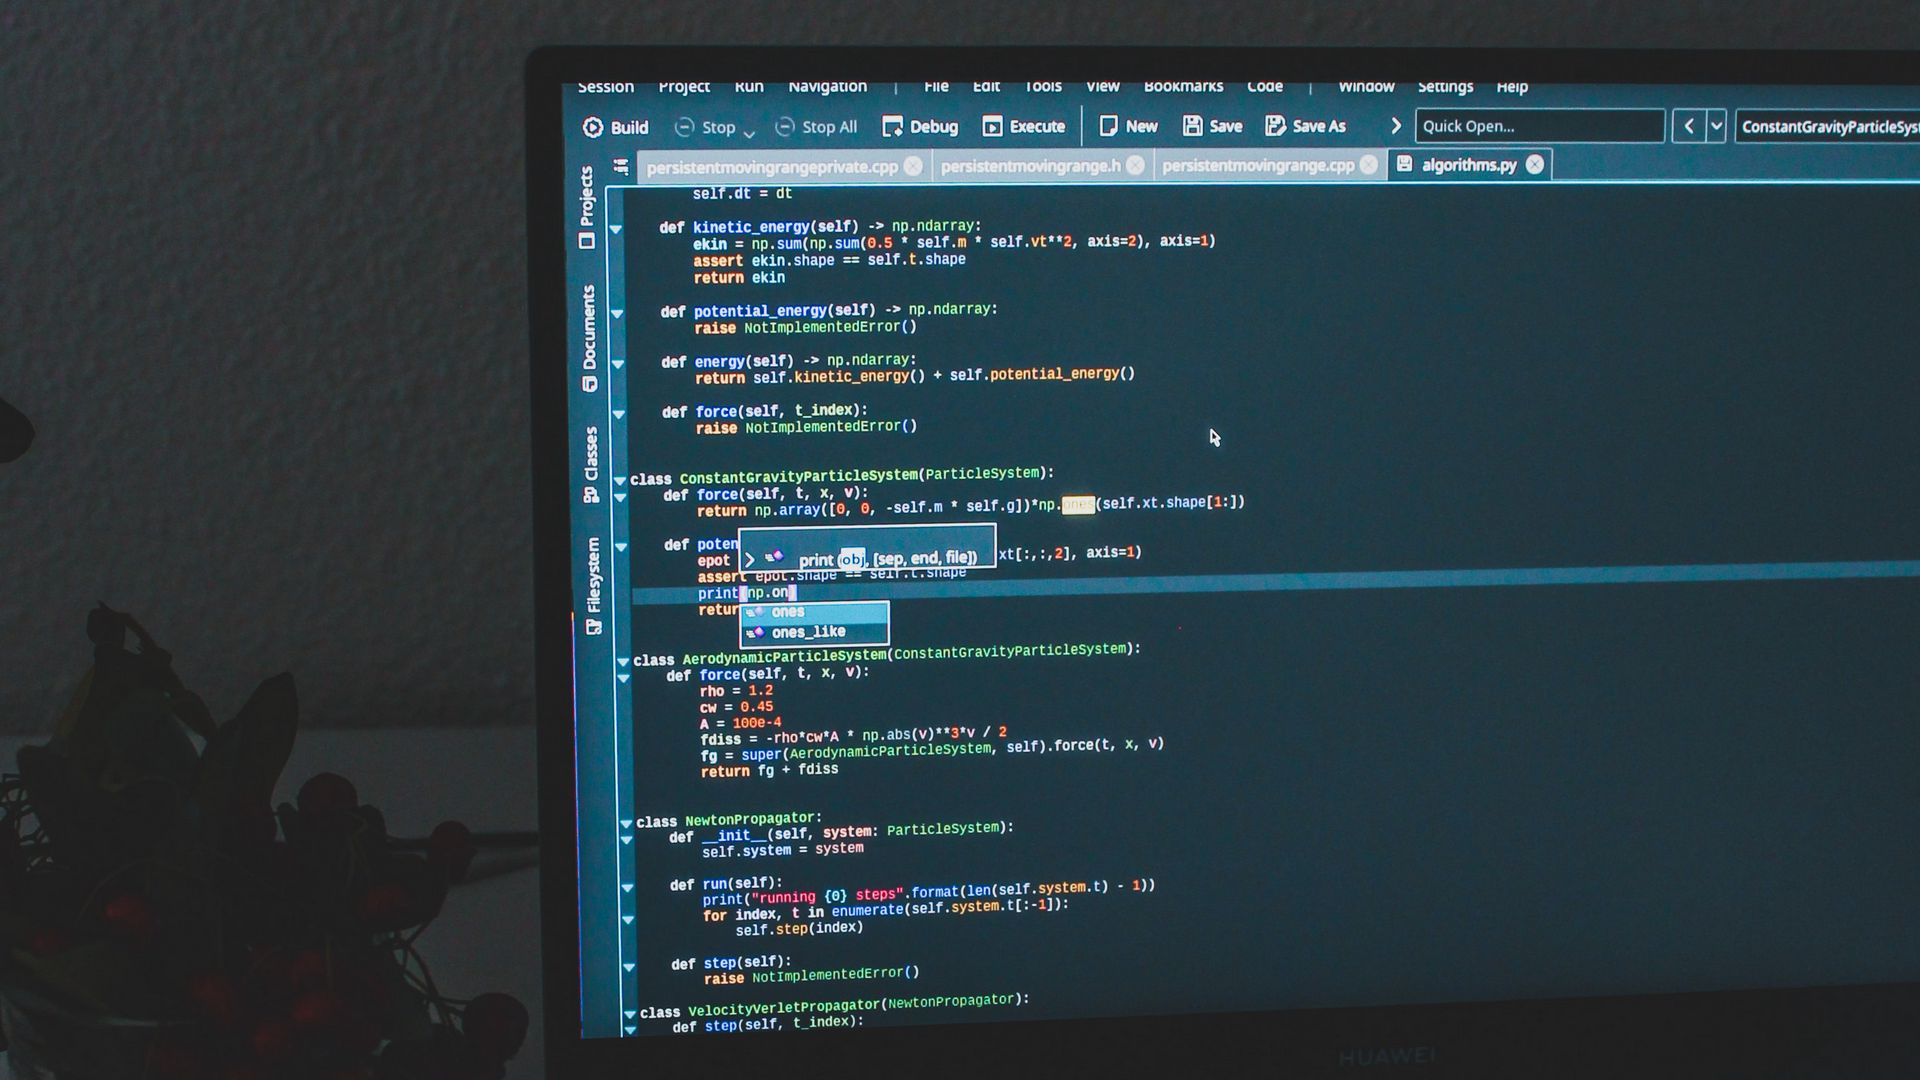 Session Project Run Navigation | File Edit Tools View Bookmarks Code | Window Settings Help
Build Stop Stop All Debug Execute New Save Save As Quick Open... ConstantGravityParticleSyst
persistentmovingrangeprivate.cpp persistentmovingrange.h persistentmovingrange.cpp algorithms.py
Projects
Documents
Classes
Filesystem
self.dt = dt
def kinetic_energy(self) -> np.ndarray:
ekin = np.sum(np.sum(0.5 * self.m * self.vt**2, axis=2), axis=1)
assert ekin.shape == self.t.shape
return ekin
def potential_energy(self) -> np.ndarray:
raise NotImplementedError()
def energy(self) -> np.ndarray:
return self.kinetic_energy() + self.potential_energy()
def force(self, t_index):
raise NotImplementedError()
class ConstantGravityParticleSystem(ParticleSystem):
def force(self, t, x, v):
return np.array([0, 0, -self.m * self.g])*np.ones(self.xt.shape[1:])
def poten
print (obj, [sep, end, file])
epot xt[:,:,2], axis=1)
assert epot.shape == self.t.shape
print(np.on)
retur
ones
ones_like
class AerodynamicParticleSystem(ConstantGravityParticleSystem):
def force(self, t, x, v):
rho = 1.2
cw = 0.45
A = 100e-4
fdiss = -rho*cw*A * np.abs(v)**3*v / 2
fg = super(AerodynamicParticleSystem, self).force(t, x, v)
return fg + fdiss
class NewtonPropagator:
def __init__(self, system: ParticleSystem):
self.system = system
def run(self):
print("running {0} steps".format(len(self.system.t) - 1))
for index, t in enumerate(self.system.t[:-1]):
self.step(index)
def step(self):
raise NotImplementedError()
class VelocityVerletPropagator(NewtonPropagator):
def step(self, t_index):
HUAWEI